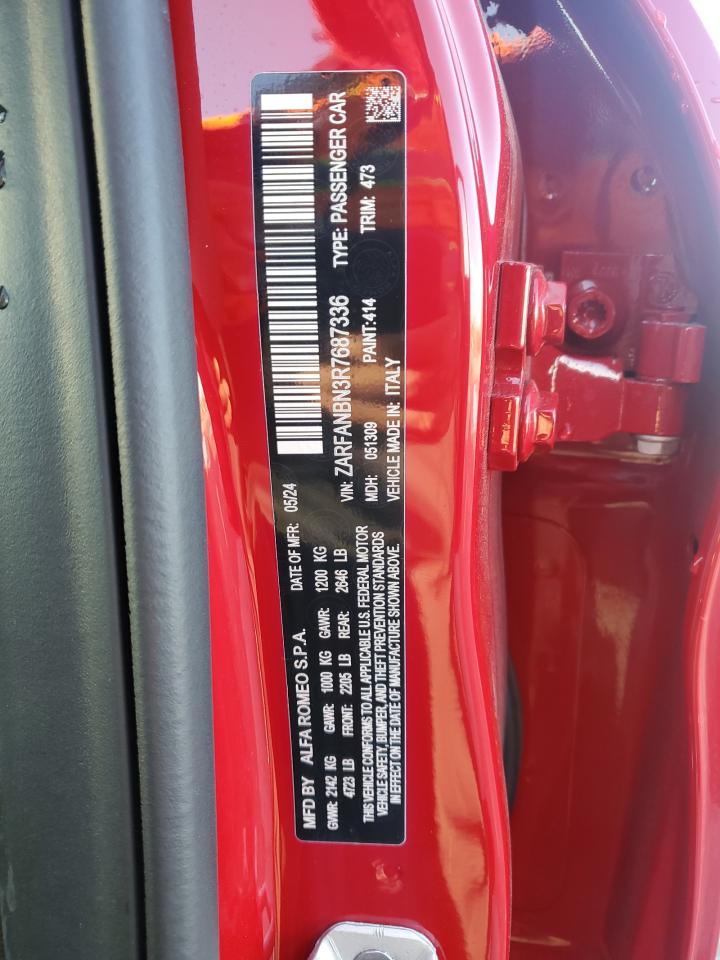 MFD BY ALFA ROMEO S.P.A. DATE OF MFR: 05/24
GVWR: 2142 KG GAWR: 1000 KG GAWR: 1200 KG
4723 LB FRONT: 2205 LB REAR: 2646 LB
THIS VEHICLE CONFORMS TO ALL APPLICABLE U.S. FEDERAL MOTOR
VEHICLE SAFETY, BUMPER, AND THEFT PREVENTION STANDARDS
IN EFFECT ON THE DATE OF MANUFACTURE SHOWN ABOVE.
VIN: ZARFANBN3R7687336 TYPE: PASSENGER CAR
MDH: 051309 PAINT:414 TRIM: 473
VEHICLE MADE IN: ITALY